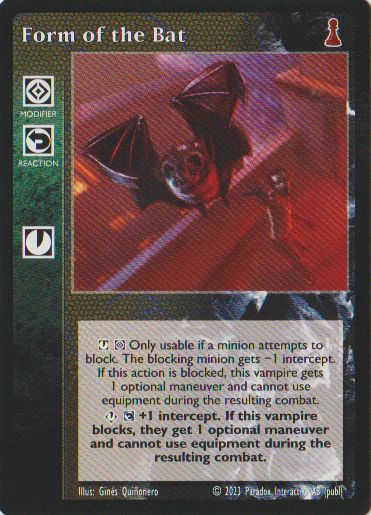 Form of the Bat
MODIFIER
REACTION
Only usable if a minion attempts to
block. The blocking minion gets −1 intercept.
If this action is blocked, this vampire gets
1 optional maneuver and cannot use
equipment during the resulting combat.
+1 intercept. If this vampire
blocks, they get 1 optional maneuver
and cannot use equipment during the
resulting combat.
Illus: Ginés Quiñonero © 2023 Paradox Interactive AB (publ)